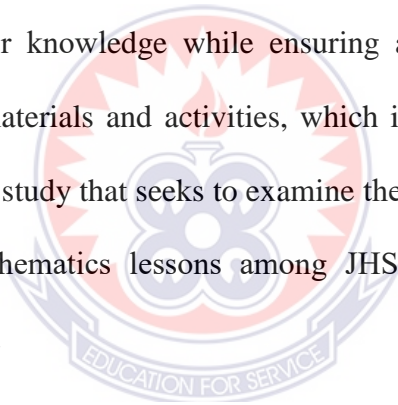 r knowledge while ensuring a
aterials and activities, which i
study that seeks to examine the
hematics lessons among JHS
EDUCATION FOR SERVICE